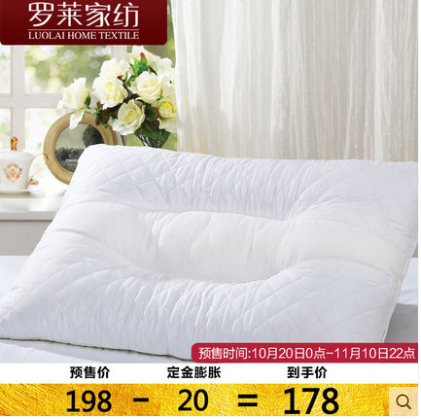 罗莱家纺
LUOLAI HOME TEXTILE
预售时间:10月20日0点-11月10日22点
预售价 定金膨胀 到手价
198 - 20 = 178